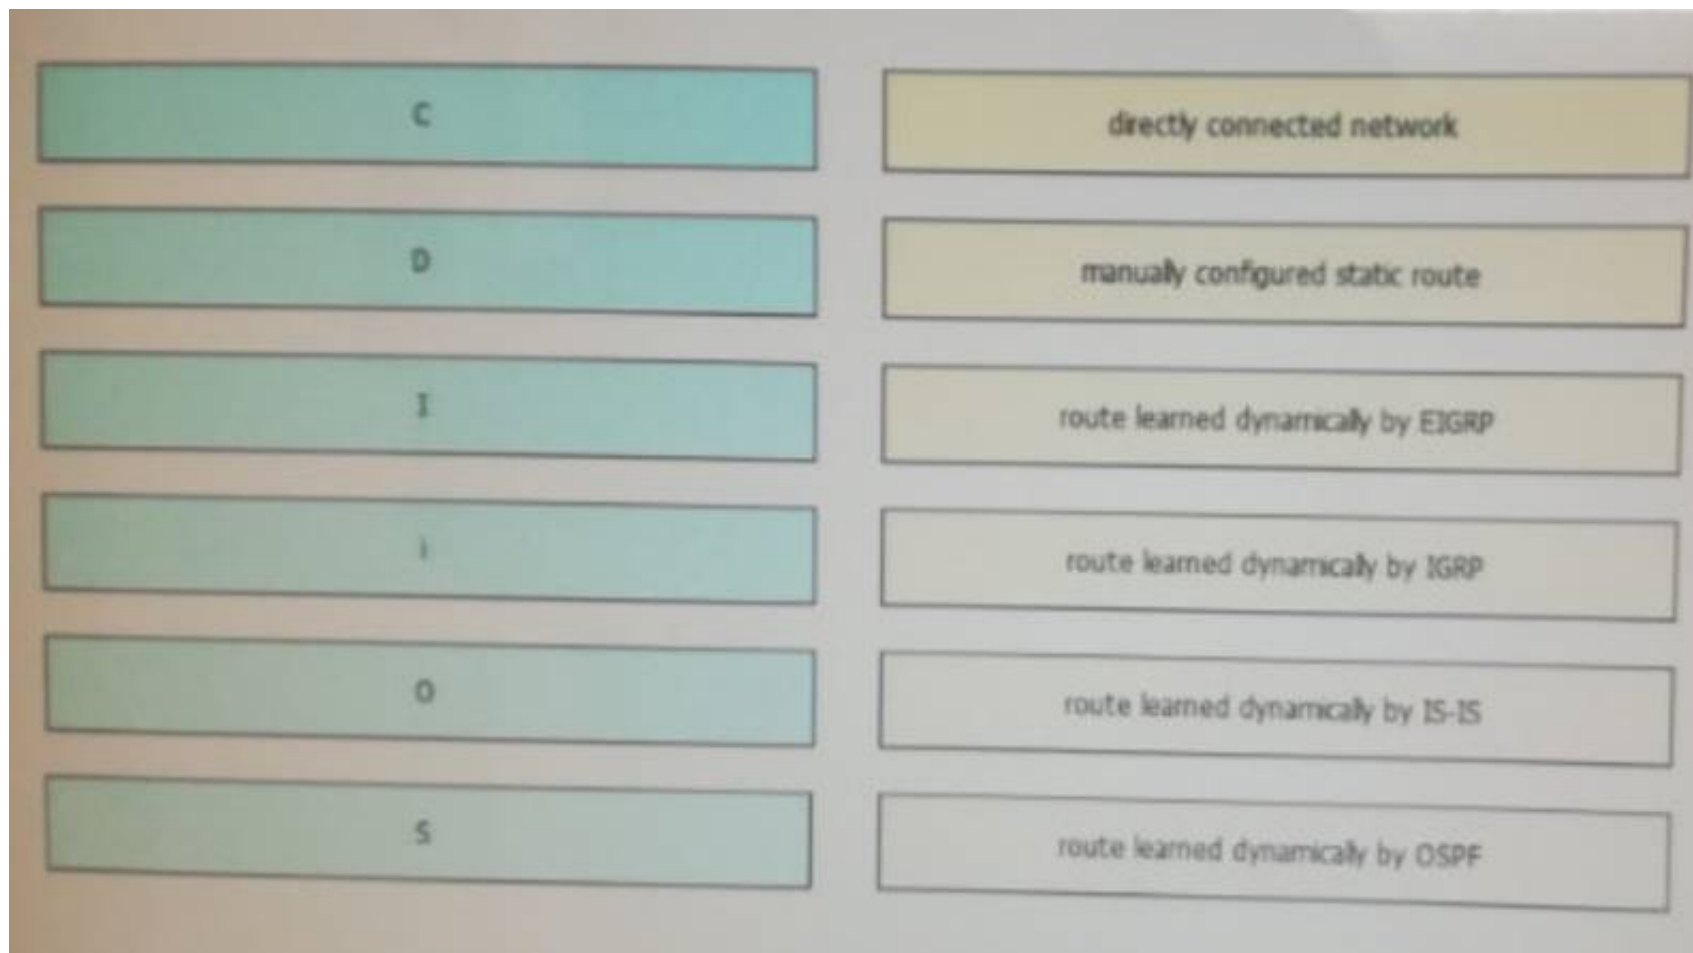 C
directly connected network
D
manually configured static route
I
route learned dynamically by EIGRP
i
route learned dynamically by IGRP
O
route learned dynamically by IS-IS
S
route learned dynamically by OSPF